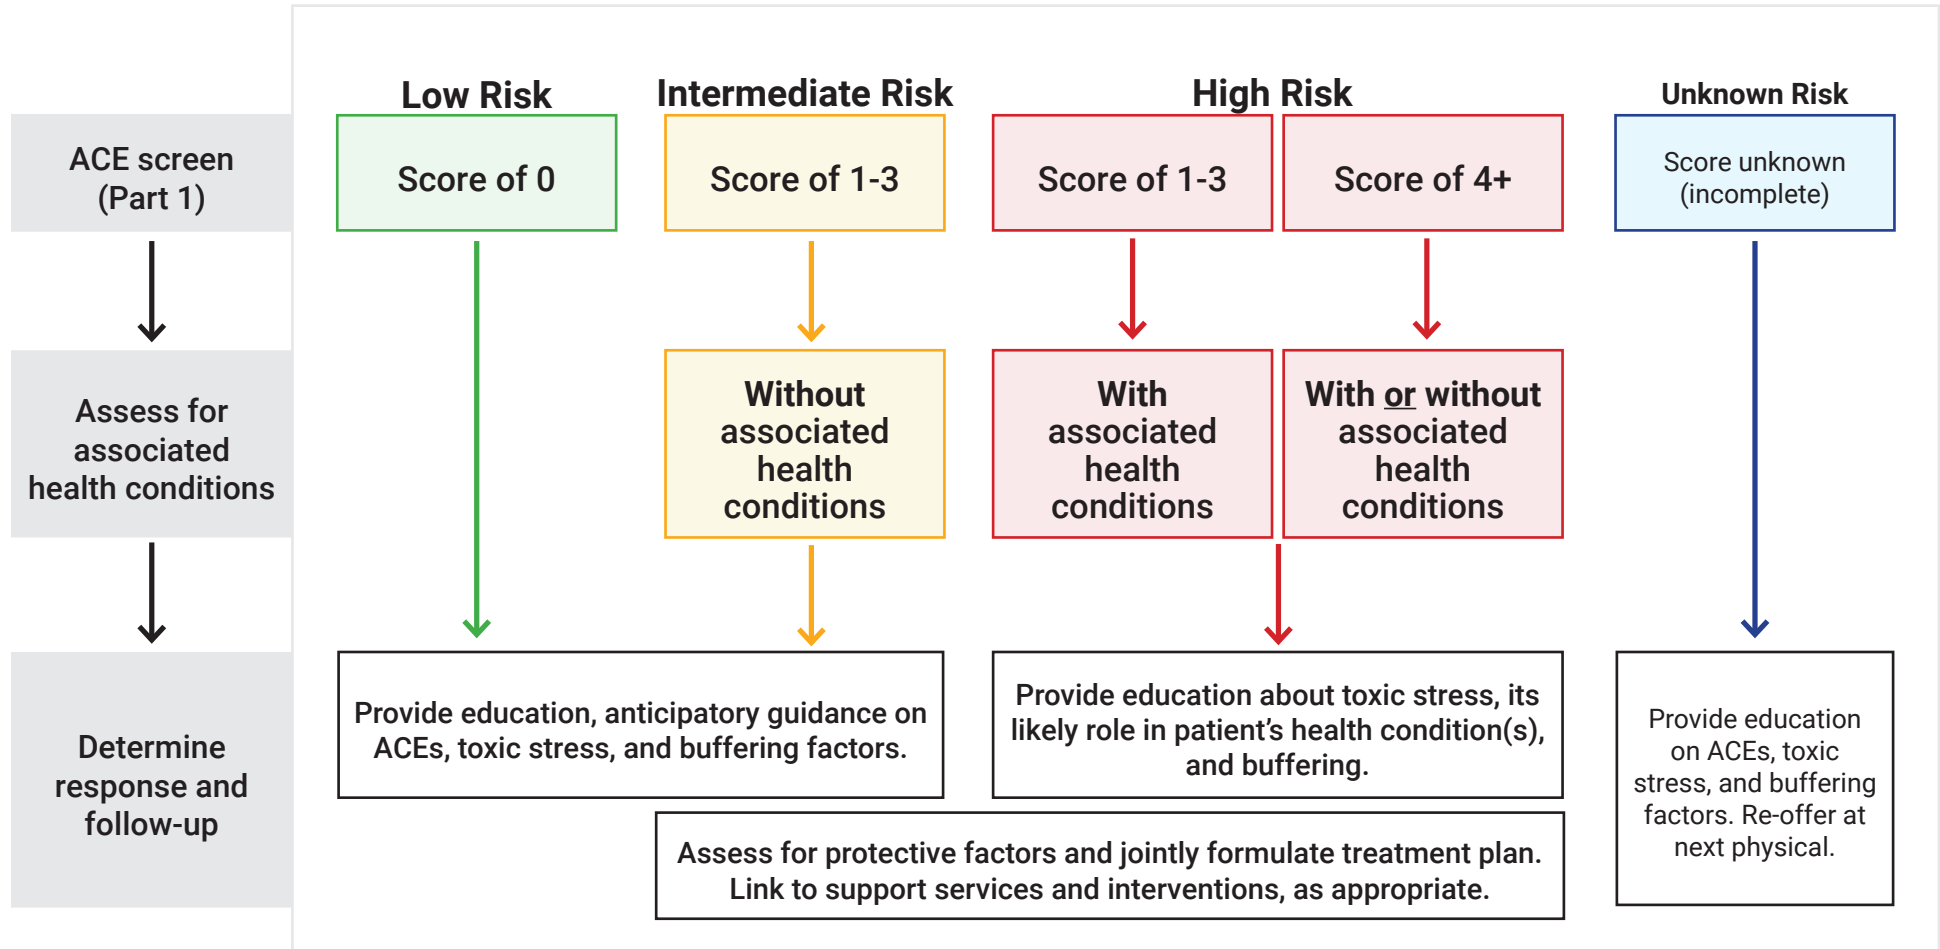 Low Risk
Intermediate Risk
High Risk
Unknown Risk
ACE screen
(Part 1)
Score of 0
Score of 1-3
Score of 1-3
Score of 4+
Score unknown
(incomplete)
Assess for
associated
health conditions
Without
associated
health
conditions
With
associated
health
conditions
With or without
associated
health
conditions
Determine
response and
follow-up
Provide education, anticipatory guidance on
ACEs, toxic stress, and buffering factors.
Provide education about toxic stress, its
likely role in patient’s health condition(s),
and buffering.
Assess for protective factors and jointly formulate treatment plan.
Link to support services and interventions, as appropriate.
Provide education
on ACEs, toxic
stress, and buffering
factors. Re-offer at
next physical.